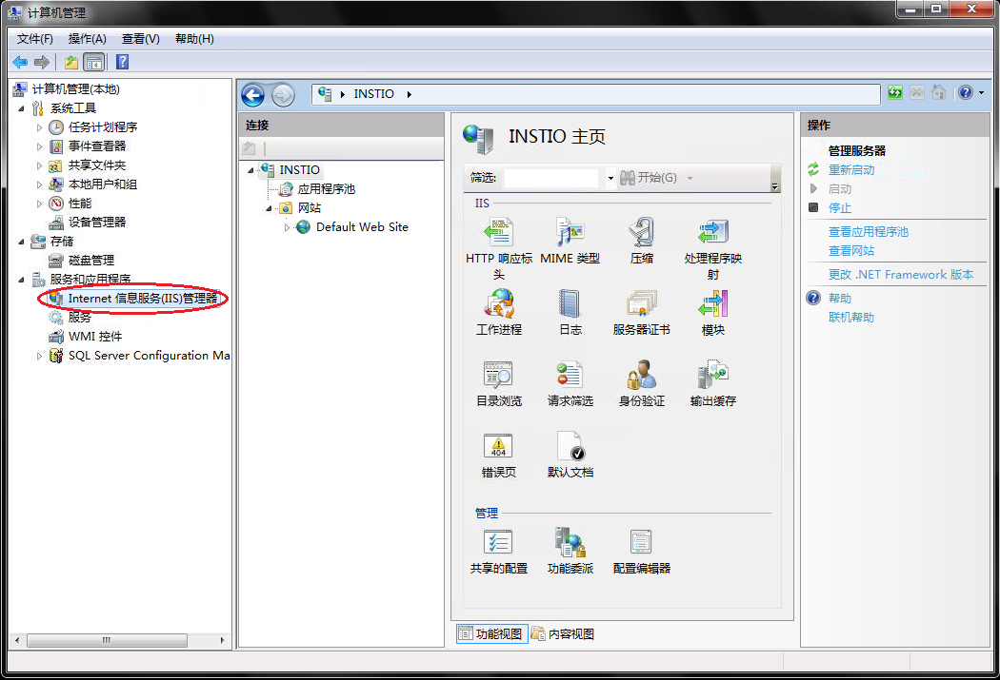 计算机管理
文件(F) 操作(A) 查看(V) 帮助(H)
计算机管理(本地)
系统工具
任务计划程序
事件查看器
共享文件夹
本地用户和组
性能
设备管理器
存储
磁盘管理
服务和应用程序
Internet 信息服务(IIS)管理器
服务
WMI 控件
SQL Server Configuration Ma
INSTIO
连接
INSTIO
应用程序池
网站
Default Web Site
INSTIO 主页
筛选:
开始(G)
IIS
HTTP 响应标
头
MIME 类型
压缩
处理程序映
射
工作进程
日志
服务器证书
模块
目录浏览
请求筛选
身份验证
输出缓存
404
错误页
默认文档
管理
共享的配置
功能委派
配置编辑器
功能视图
内容视图
操作
管理服务器
重新启动
启动
停止
查看应用程序池
查看网站
更改 .NET Framework 版本
帮助
联机帮助